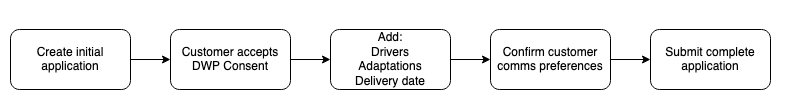 Create initial
application
Customer accepts
DWP Consent
Add:
Drivers
Adaptations
Delivery date
Confirm customer
comms preferences
Submit complete
application